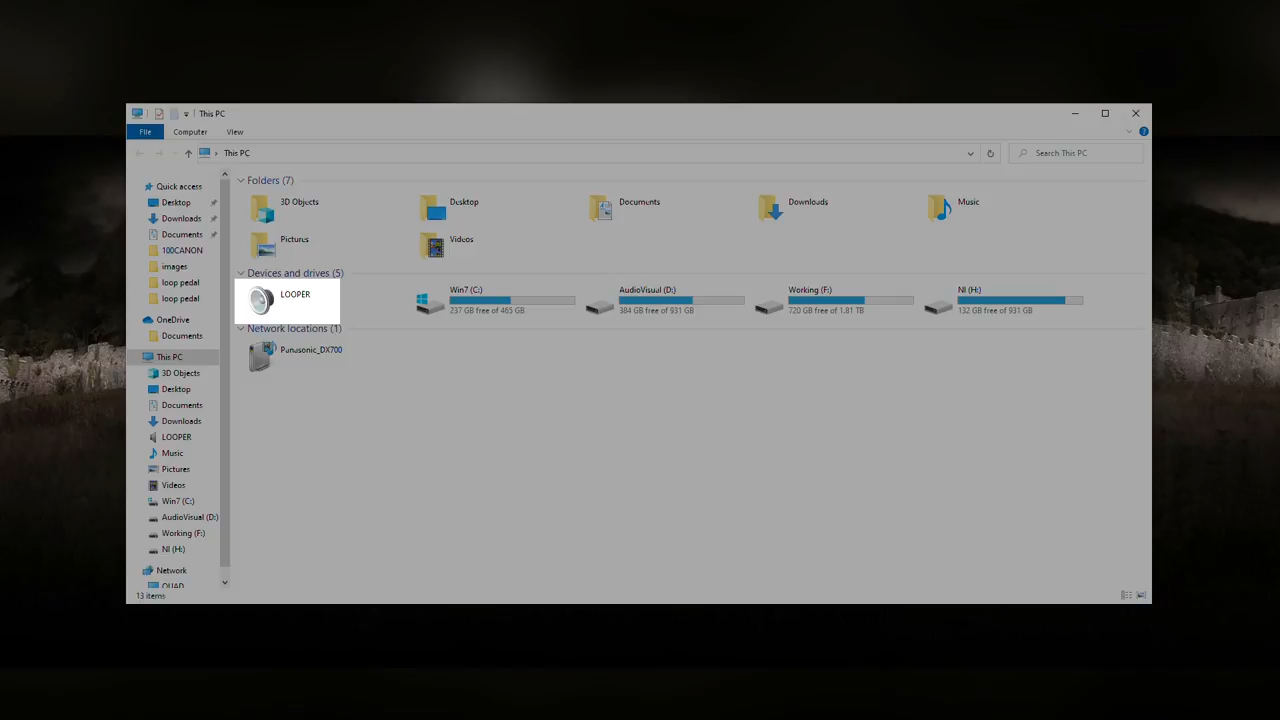 This PC
File Computer View
This PC
Search This PC
Quick access
Desktop
Downloads
Documents
100CANON
images
loop pedal
loop pedal
OneDrive
Documents
This PC
3D Objects
Desktop
Documents
Downloads
LOOPER
Music
Pictures
Videos
Win7 (C:)
AudioVisual (D:)
Working (F:)
NI (H:)
Network
QUAD
Folders (7)
3D Objects
Desktop
Documents
Downloads
Music
Pictures
Videos
Devices and drives (5)
LOOPER
Win7 (C:)
237 GB free of 465 GB
AudioVisual (D:)
384 GB free of 931 GB
Working (F:)
720 GB free of 1.81 TB
NI (H:)
132 GB free of 931 GB
Network locations (1)
Panasonic_DX700
13 items